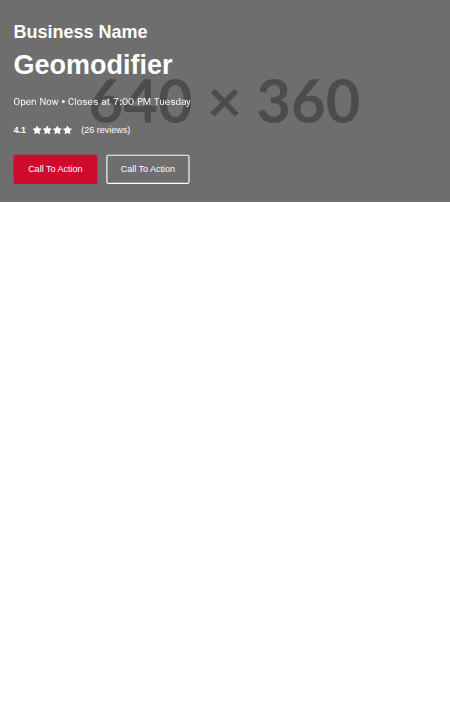 Business Name
Geomodifier
640 × 360
Open Now • Closes at 7:00 PM Tuesday
4.1 ★★★★ (26 reviews)
Call To Action Call To Action